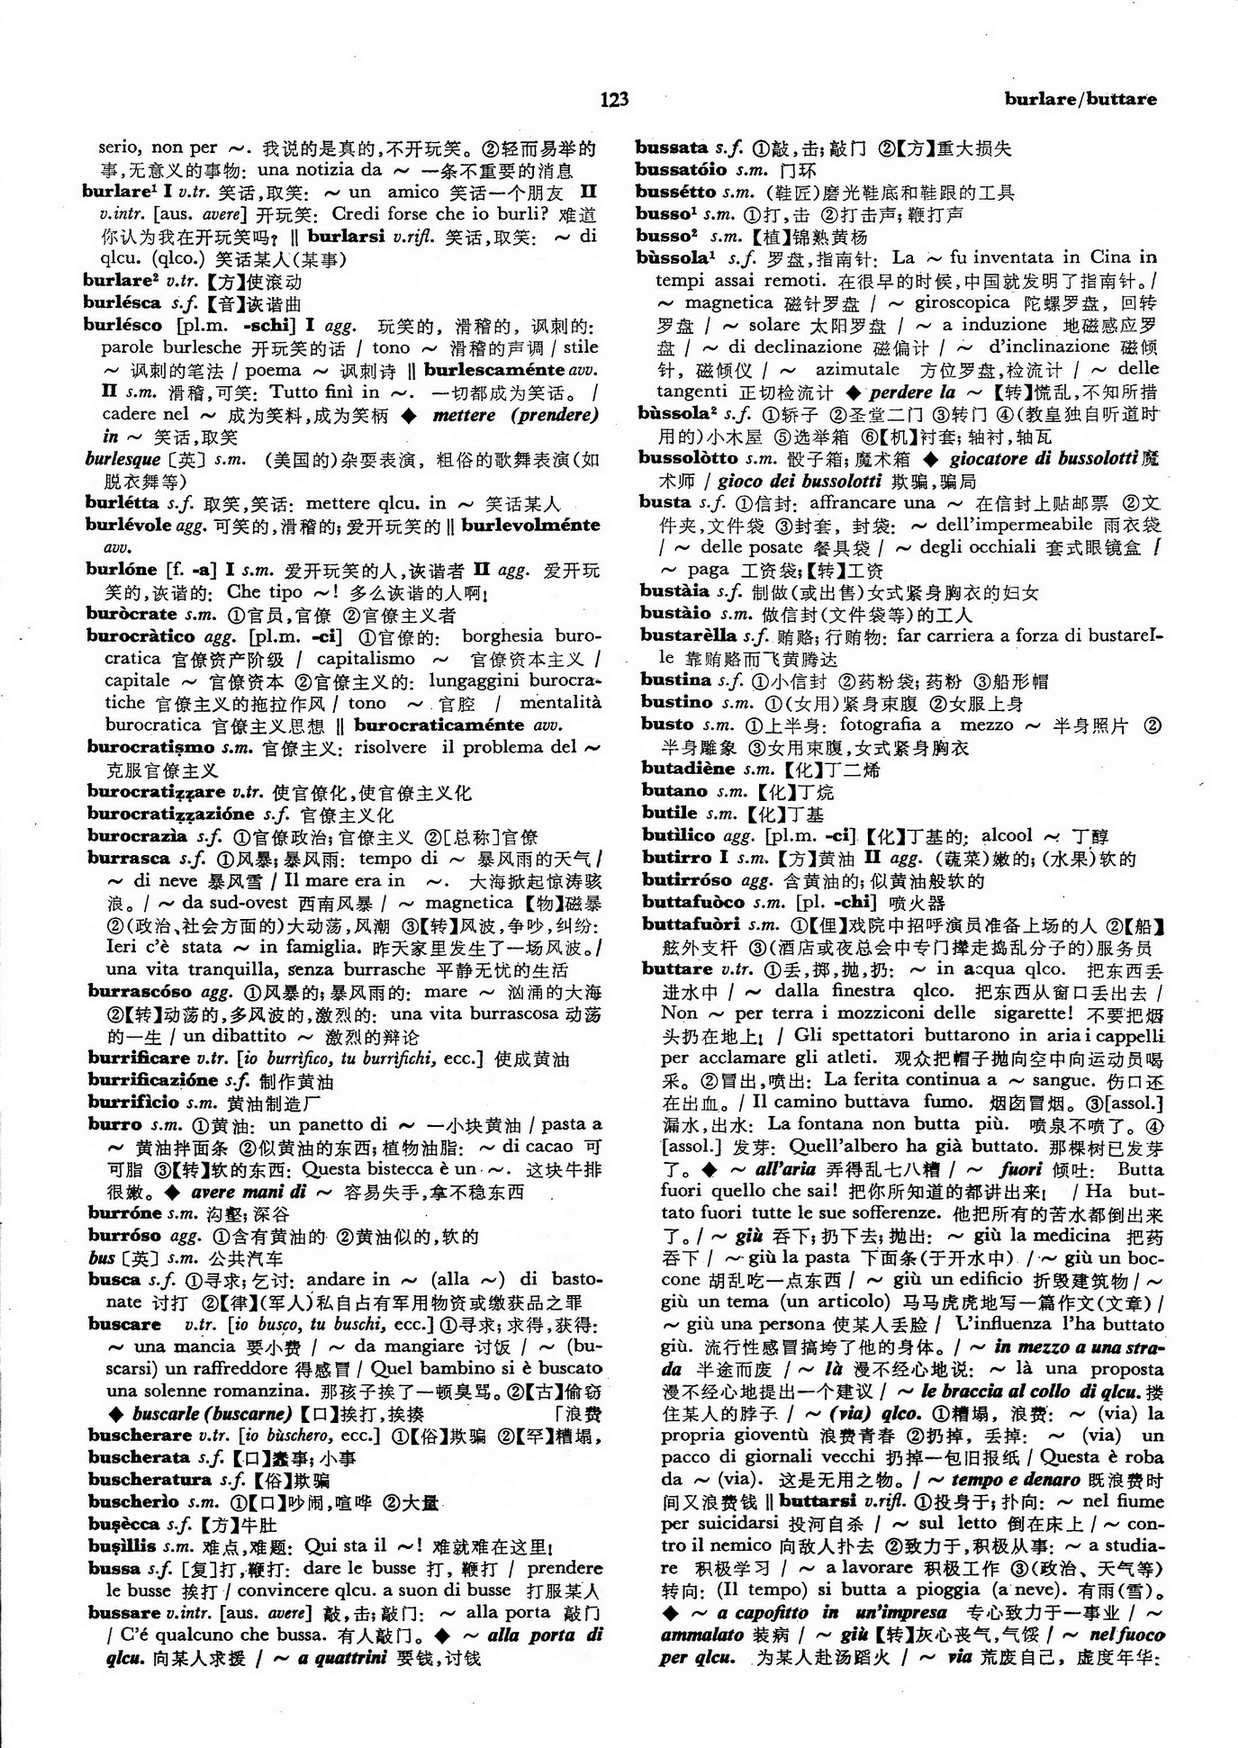 123
burlare/buttare
serio, non per ～. 我说的是真的,不开玩笑。②轻而易举的
事,无意义的事物: una notizia da ～ 一条不重要的消息
burlare¹ I v.tr. 笑话,取笑: ～ un amico 笑话一个朋友 II
v.intr. [aus. avere] 开玩笑: Credi forse che io burli? 难道
你认为我在开玩笑吗? ‖ burlarsi v.rifl. 笑话,取笑: ～ di
qlcu. (qlco.) 笑话某人(某事)
burlare² v.tr. 【方】使滚动
burlésca s.f. 【音】诙谐曲
burlésco [pl.m. -schi] I agg. 玩笑的, 滑稽的, 讽刺的:
parole burlesche 开玩笑的话 / tono ～ 滑稽的声调 / stile
～ 讽刺的笔法 / poema ～ 讽刺诗 ‖ burlescaménte avv.
II s.m. 滑稽,可笑: Tutto finì in ～. 一切都成为笑话。 /
cadere nel ～ 成为笑料,成为笑柄 ◆ mettere (prendere)
in ～ 笑话,取笑
burlesque〔英〕s.m. (美国的)杂耍表演, 粗俗的歌舞表演(如
脱衣舞等)
burlétta s.f. 取笑,笑话: mettere qlcu. in ～ 笑话某人
burlévole agg. 可笑的,滑稽的; 爱开玩笑的 ‖ burlevolménte
avv.
burlóne [f. -a] I s.m. 爱开玩笑的人,诙谐者 II agg. 爱开玩
笑的,诙谐的: Che tipo ～! 多么诙谐的人啊!
buròcrate s.m. ①官员,官僚 ②官僚主义者
burocràtico agg. [pl.m. -ci] ①官僚的: borghesia buro-
cratica 官僚资产阶级 / capitalismo ～ 官僚资本主义 /
capitale ～ 官僚资本 ②官僚主义的: lungaggini burocra-
tiche 官僚主义的拖拉作风 / tono ～ 官腔 / mentalità
burocratica 官僚主义思想 ‖ burocraticaménte avv.
burocratiṣmo s.m. 官僚主义: risolvere il problema del ～
克服官僚主义
burocratiẓẓare v.tr. 使官僚化,使官僚主义化
burocratiẓẓazióne s.f. 官僚主义化
burocrazìa s.f. ①官僚政治; 官僚主义 ②[总称]官僚
burrasca s.f. ①风暴; 暴风雨: tempo di ～ 暴风雨的天气 /
～ di neve 暴风雪 / Il mare era in ～. 大海掀起惊涛骇
浪。/ ～ da sud-ovest 西南风暴 / ～ magnetica 【物】磁暴
②(政治、社会方面的)大动荡,风潮 ③【转】风波,争吵,纠纷:
Ieri c'è stata ～ in famiglia. 昨天家里发生了一场风波。/
una vita tranquilla, senza burrasche 平静无忧的生活
burrascóso agg. ①风暴的; 暴风雨的: mare ～ 汹涌的大海
②【转】动荡的,多风波的,激烈的: una vita burrascosa 动荡
的一生 / un dibattito ～ 激烈的辩论
burrificare v.tr. [io burrifico, tu burrifichi, ecc.] 使成黄油
burrificazióne s.f. 制作黄油
burrifìcio s.m. 黄油制造厂
burro s.m. ①黄油: un panetto di ～ 一小块黄油 / pasta a
～ 黄油拌面条 ②似黄油的东西; 植物油脂: ～ di cacao 可
可脂 ③【转】软的东西: Questa bistecca è un ～. 这块牛排
很嫩。◆ avere mani di ～ 容易失手,拿不稳东西
burróne s.m. 沟壑; 深谷
burróso agg. ①含有黄油的 ②黄油似的,软的
bus〔英〕s.m. 公共汽车
busca s.f. ①寻求; 乞讨: andare in ～ (alla ～) di basto-
nate 讨打 ②【律】(军人)私自占有军用物资或缴获品之罪
buscare v.tr. [io busco, tu buschi, ecc.] ①寻求; 求得,获得:
～ una mancia 要小费 / ～ da mangiare 讨饭 / ～ (bu-
scarsi) un raffreddore 得感冒 / Quel bambino si è buscato
una solenne romanzina. 那孩子挨了一顿臭骂。②【古】偷窃
◆ buscarle (buscarne) 【口】挨打,挨揍 「浪费
buscherare v.tr. [io bùschero, ecc.] ①【俗】欺骗 ②【罕】糟塌,
buscherata s.f. 【口】蠢事; 小事
buscheratura s.f. 【俗】欺骗
buscherìo s.m. ①【口】吵闹,喧哗 ②大量
buṣècca s.f. 【方】牛肚
buṣìllis s.m. 难点,难题: Qui sta il ～! 难就难在这里!
bussa s.f. [复]打,鞭打: dare le busse 打, 鞭打 / prendere
le busse 挨打 / convincere qlcu. a suon di busse 打服某人
bussare v.intr. [aus. avere] 敲,击; 敲门: ～ alla porta 敲门
/ C'é qualcuno che bussa. 有人敲门。◆ ～ alla porta di
qlcu. 向某人求援 / ～ a quattrini 要钱,讨钱
bussata s.f. ①敲,击; 敲门 ②【方】重大损失
bussatóio s.m. 门环
bussétto s.m. (鞋匠)磨光鞋底和鞋跟的工具
busso¹ s.m. ①打,击 ②打击声; 鞭打声
busso² s.m. 【植】锦熟黄杨
bùssola¹ s.f. 罗盘,指南针: La ～ fu inventata in Cina in
tempi assai remoti. 在很早的时候,中国就发明了指南针。/
～ magnetica 磁针罗盘 / ～ giroscopica 陀螺罗盘, 回转
罗盘 / ～ solare 太阳罗盘 / ～ a induzione 地磁感应罗
盘 / ～ di declinazione 磁偏计 / ～ d'inclinazione 磁倾
针, 磁倾仪 / ～ azimutale 方位罗盘,检流计 / ～ delle
tangenti 正切检流计 ◆ perdere la ～ 【转】慌乱,不知所措
bùssola² s.f. ①轿子 ②圣堂二门 ③转门 ④(教皇独自听道时
用的)小木屋 ⑤选举箱 ⑥【机】衬套; 轴衬,轴瓦
bussolòtto s.m. 骰子箱; 魔术箱 ◆ giocatore di bussolotti 魔
术师 / gioco dei bussolotti 欺骗,骗局
busta s.f. ①信封: affrancare una ～ 在信封上贴邮票 ②文
件夹,文件袋 ③封套, 封袋: ～ dell'impermeabile 雨衣袋
/ ～ delle posate 餐具袋 / ～ degli occhiali 套式眼镜盒 /
～ paga 工资袋;【转】工资
bustàia s.f. 制做(或出售)女式紧身胸衣的妇女
bustàio s.m. 做信封(文件袋等)的工人
bustarèlla s.f. 贿赂; 行贿物: far carriera a forza di bustarel-
le 靠贿赂而飞黄腾达
bustina s.f. ①小信封 ②药粉袋; 药粉 ③船形帽
bustino s.m. ①(女用)紧身束腹 ②女服上身
busto s.m. ①上半身: fotografia a mezzo ～ 半身照片 ②
半身雕象 ③女用束腹,女式紧身胸衣
butadiène s.m. 【化】丁二烯
butano s.m. 【化】丁烷
butile s.m. 【化】丁基
butìlico agg. [pl.m. -ci] 【化】丁基的: alcool ～ 丁醇
butirro I s.m. 【方】黄油 II agg. (蔬菜)嫩的; (水果)软的
butirróso agg. 含黄油的; 似黄油般软的
buttafuòco s.m. [pl. -chi] 喷火器
buttafuòri s.m. ①【俚】戏院中招呼演员准备上场的人 ②【船】
舷外支杆 ③(酒店或夜总会中专门撵走捣乱分子的)服务员
buttare v.tr. ①丢,掷,抛,扔: ～ in acqua qlco. 把东西丢
进水中 / ～ dalla finestra qlco. 把东西从窗口丢出去 /
Non ～ per terra i mozziconi delle sigarette! 不要把烟
头扔在地上! / Gli spettatori buttarono in aria i cappelli
per acclamare gli atleti. 观众把帽子抛向空中向运动员喝
采。②冒出,喷出: La ferita continua a ～ sangue. 伤口还
在出血。/ Il camino buttava fumo. 烟囱冒烟。③[assol.]
漏水,出水: La fontana non butta più. 喷泉不喷了。④
[assol.] 发芽: Quell'albero ha già buttato. 那棵树已发芽
了。◆ ～ all'aria 弄得乱七八糟 / ～ fuori 倾吐: Butta
fuori quello che sai! 把你所知道的都讲出来! / Ha but-
tato fuori tutte le sue sofferenze. 他把所有的苦水都倒出来
了。/ ～ giù 吞下; 扔下去; 抛出: ～ giù la medicina 把药
吞下 / ～ giù la pasta 下面条(于开水中) / ～ giù un boc-
cone 胡乱吃一点东西 / ～ giù un edificio 折毁建筑物 / ～
giù un tema (un articolo) 马马虎虎地写一篇作文(文章) /
～ giù una persona 使某人丢脸 / L'influenza l'ha buttato
giù. 流行性感冒搞垮了他的身体。/ ～ in mezzo a una stra-
da 半途而废 / ～ là 漫不经心地说: ～ là una proposta
漫不经心地提出一个建议 / ～ le braccia al collo di qlcu. 搂
住某人的脖子 / ～ (via) qlco. ①糟塌, 浪费: ～ (via) la
propria gioventù 浪费青春 ②扔掉, 丢掉: ～ (via) un
pacco di giornali vecchi 扔掉一包旧报纸 / Questa è roba
da ～ (via). 这是无用之物。/ ～ tempo e denaro 既浪费时
间又浪费钱 ‖ buttarsi v.rifl. ①投身于; 扑向: ～ nel fiume
per suicidarsi 投河自杀 / ～ sul letto 倒在床上 / ～ con-
tro il nemico 向敌人扑去 ②致力于,积极从事: ～ a studia-
re 积极学习 / ～ a lavorare 积极工作 ③(政治、天气等)
转向: (Il tempo) si butta a pioggia (a neve). 有雨(雪)。
◆ ～ a capofitto in un'impresa 专心致力于一事业 / ～
ammalato 装病 / ～ giù 【转】灰心丧气,气馁 / ～ nel fuoco
per qlcu. 为某人赴汤蹈火 / ～ via 荒废自己, 虚度年华: